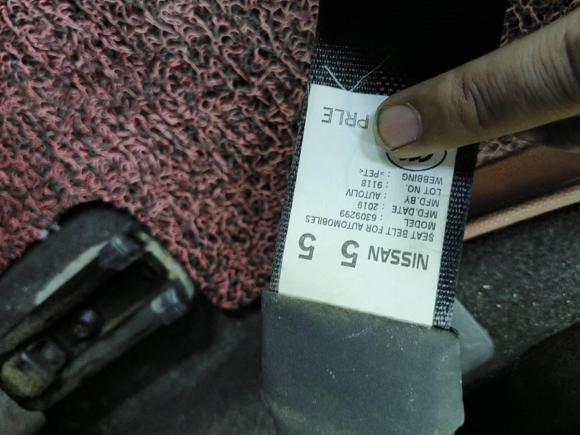 NISSAN 5 5
SEAT BELT FOR AUTOMOBILES
MODEL : 6309299
MFD.DATE : 2019
MFD.BY : AUTOLIV
LOT NO. : 9118
WEBBING : >PET<
PRLE